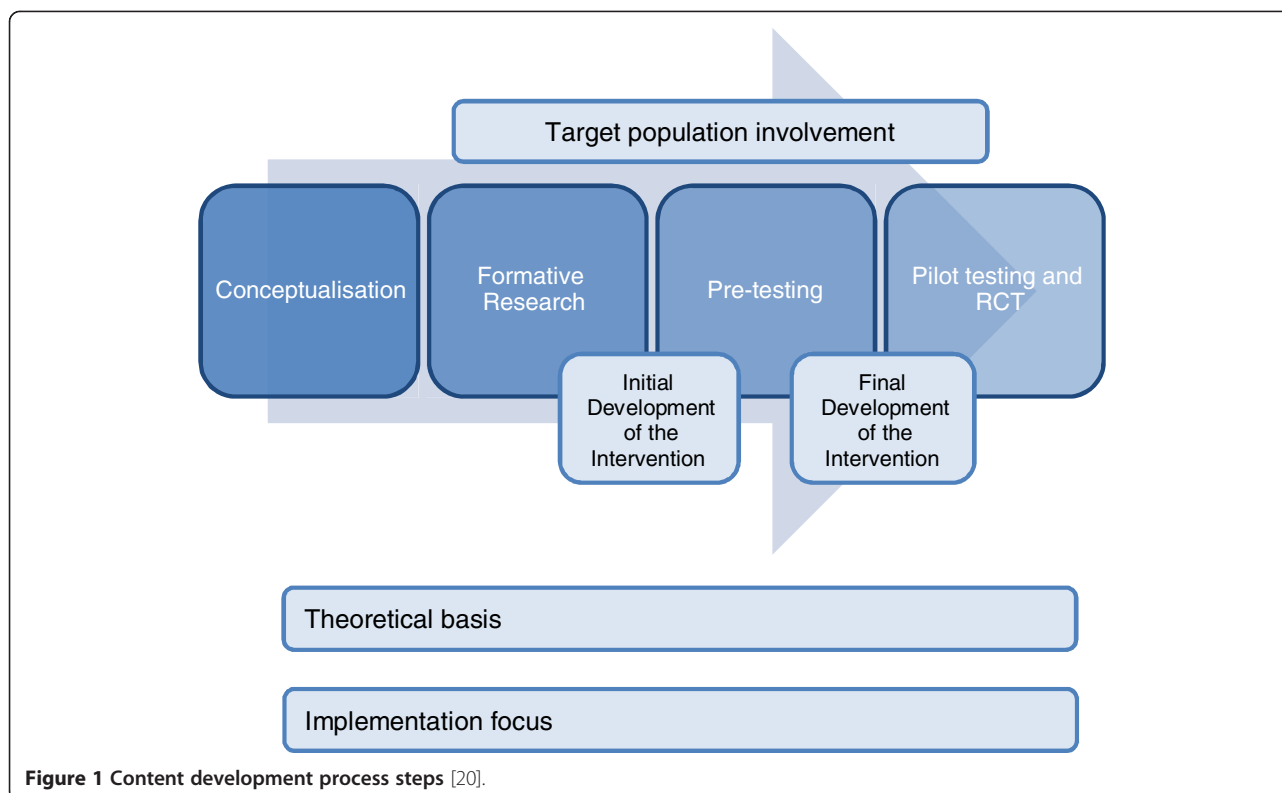 Target population involvement
Conceptualisation
Formative
Research
Pre-testing
Pilot testing and
RCT
Initial
Development
of the
Intervention
Final
Development
of the
Intervention
Theoretical basis
Implementation focus
Figure 1 Content development process steps [20].